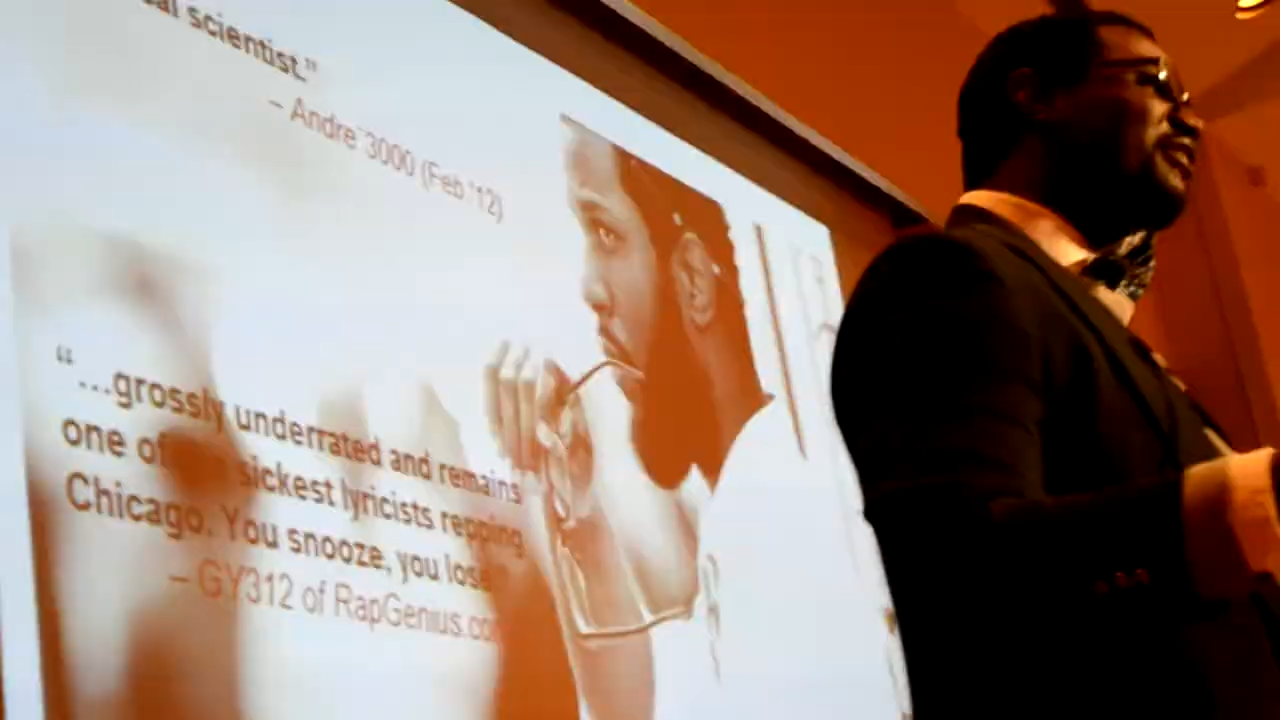 al scientist.”
– Andre 3000 (Feb '12)
“...grossly underrated and remains
one of sickest lyricists repping
Chicago. You snooze, you lose
– GY312 of RapGenius.co